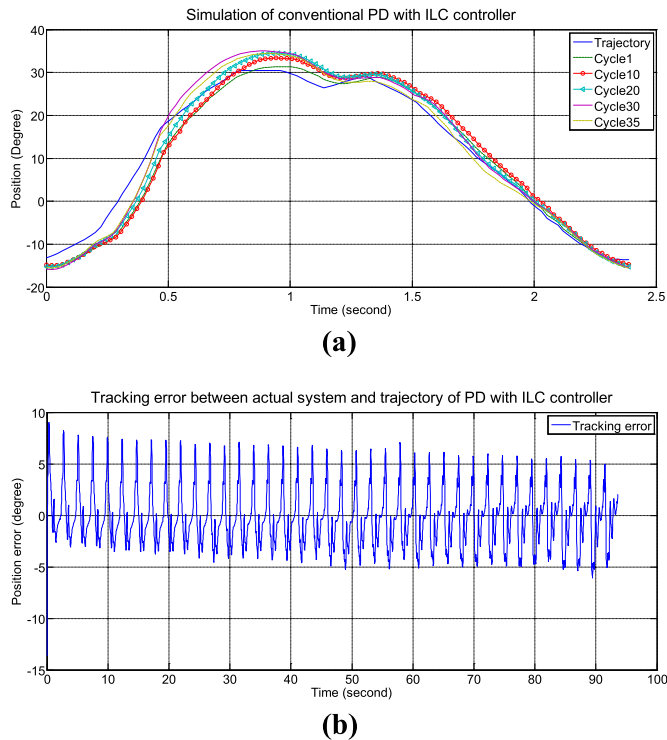 Simulation of conventional PD with ILC controller
40
30
20
10
0
-10
-20
Position (Degree)
Trajectory
Cycle1
Cycle10
Cycle20
Cycle30
Cycle35
0 0.5 1 1.5 2 2.5
Time (second)
(a)
Tracking error between actual system and trajectory of PD with ILC controller
10
5
0
-5
-10
-15
Position error (degree)
Tracking error
0 10 20 30 40 50 60 70 80 90 100
Time (second)
(b)